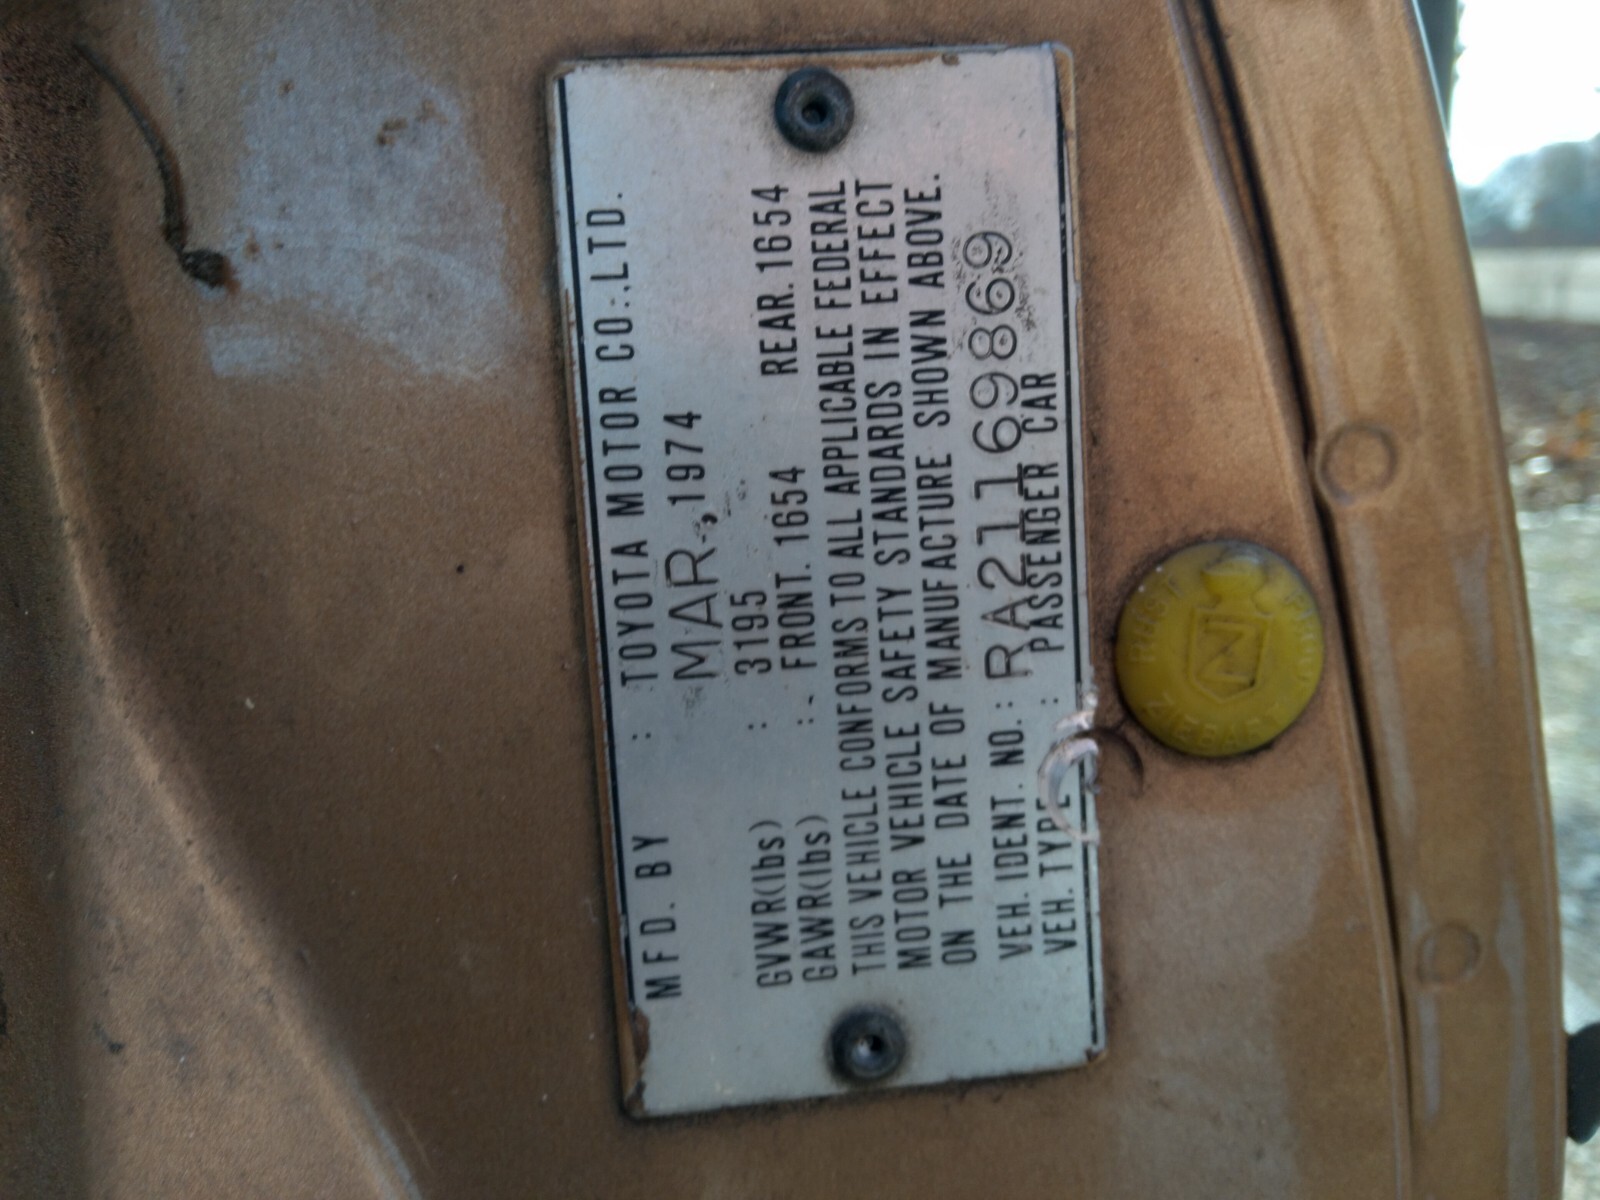 MFD. BY : TOYOTA MOTOR CO.,LTD.
MAR.,1974
GVWR(lbs) : 3195
GAWR(lbs) : FRONT. 1654 REAR. 1654
THIS VEHICLE CONFORMS TO ALL APPLICABLE FEDERAL
MOTOR VEHICLE SAFETY STANDARDS IN EFFECT
ON THE DATE OF MANUFACTURE SHOWN ABOVE.
VEH. IDENT. NO.: RA21169869
VEH. TYPE : PASSENGER CAR
RUST
Z
ZIEBART